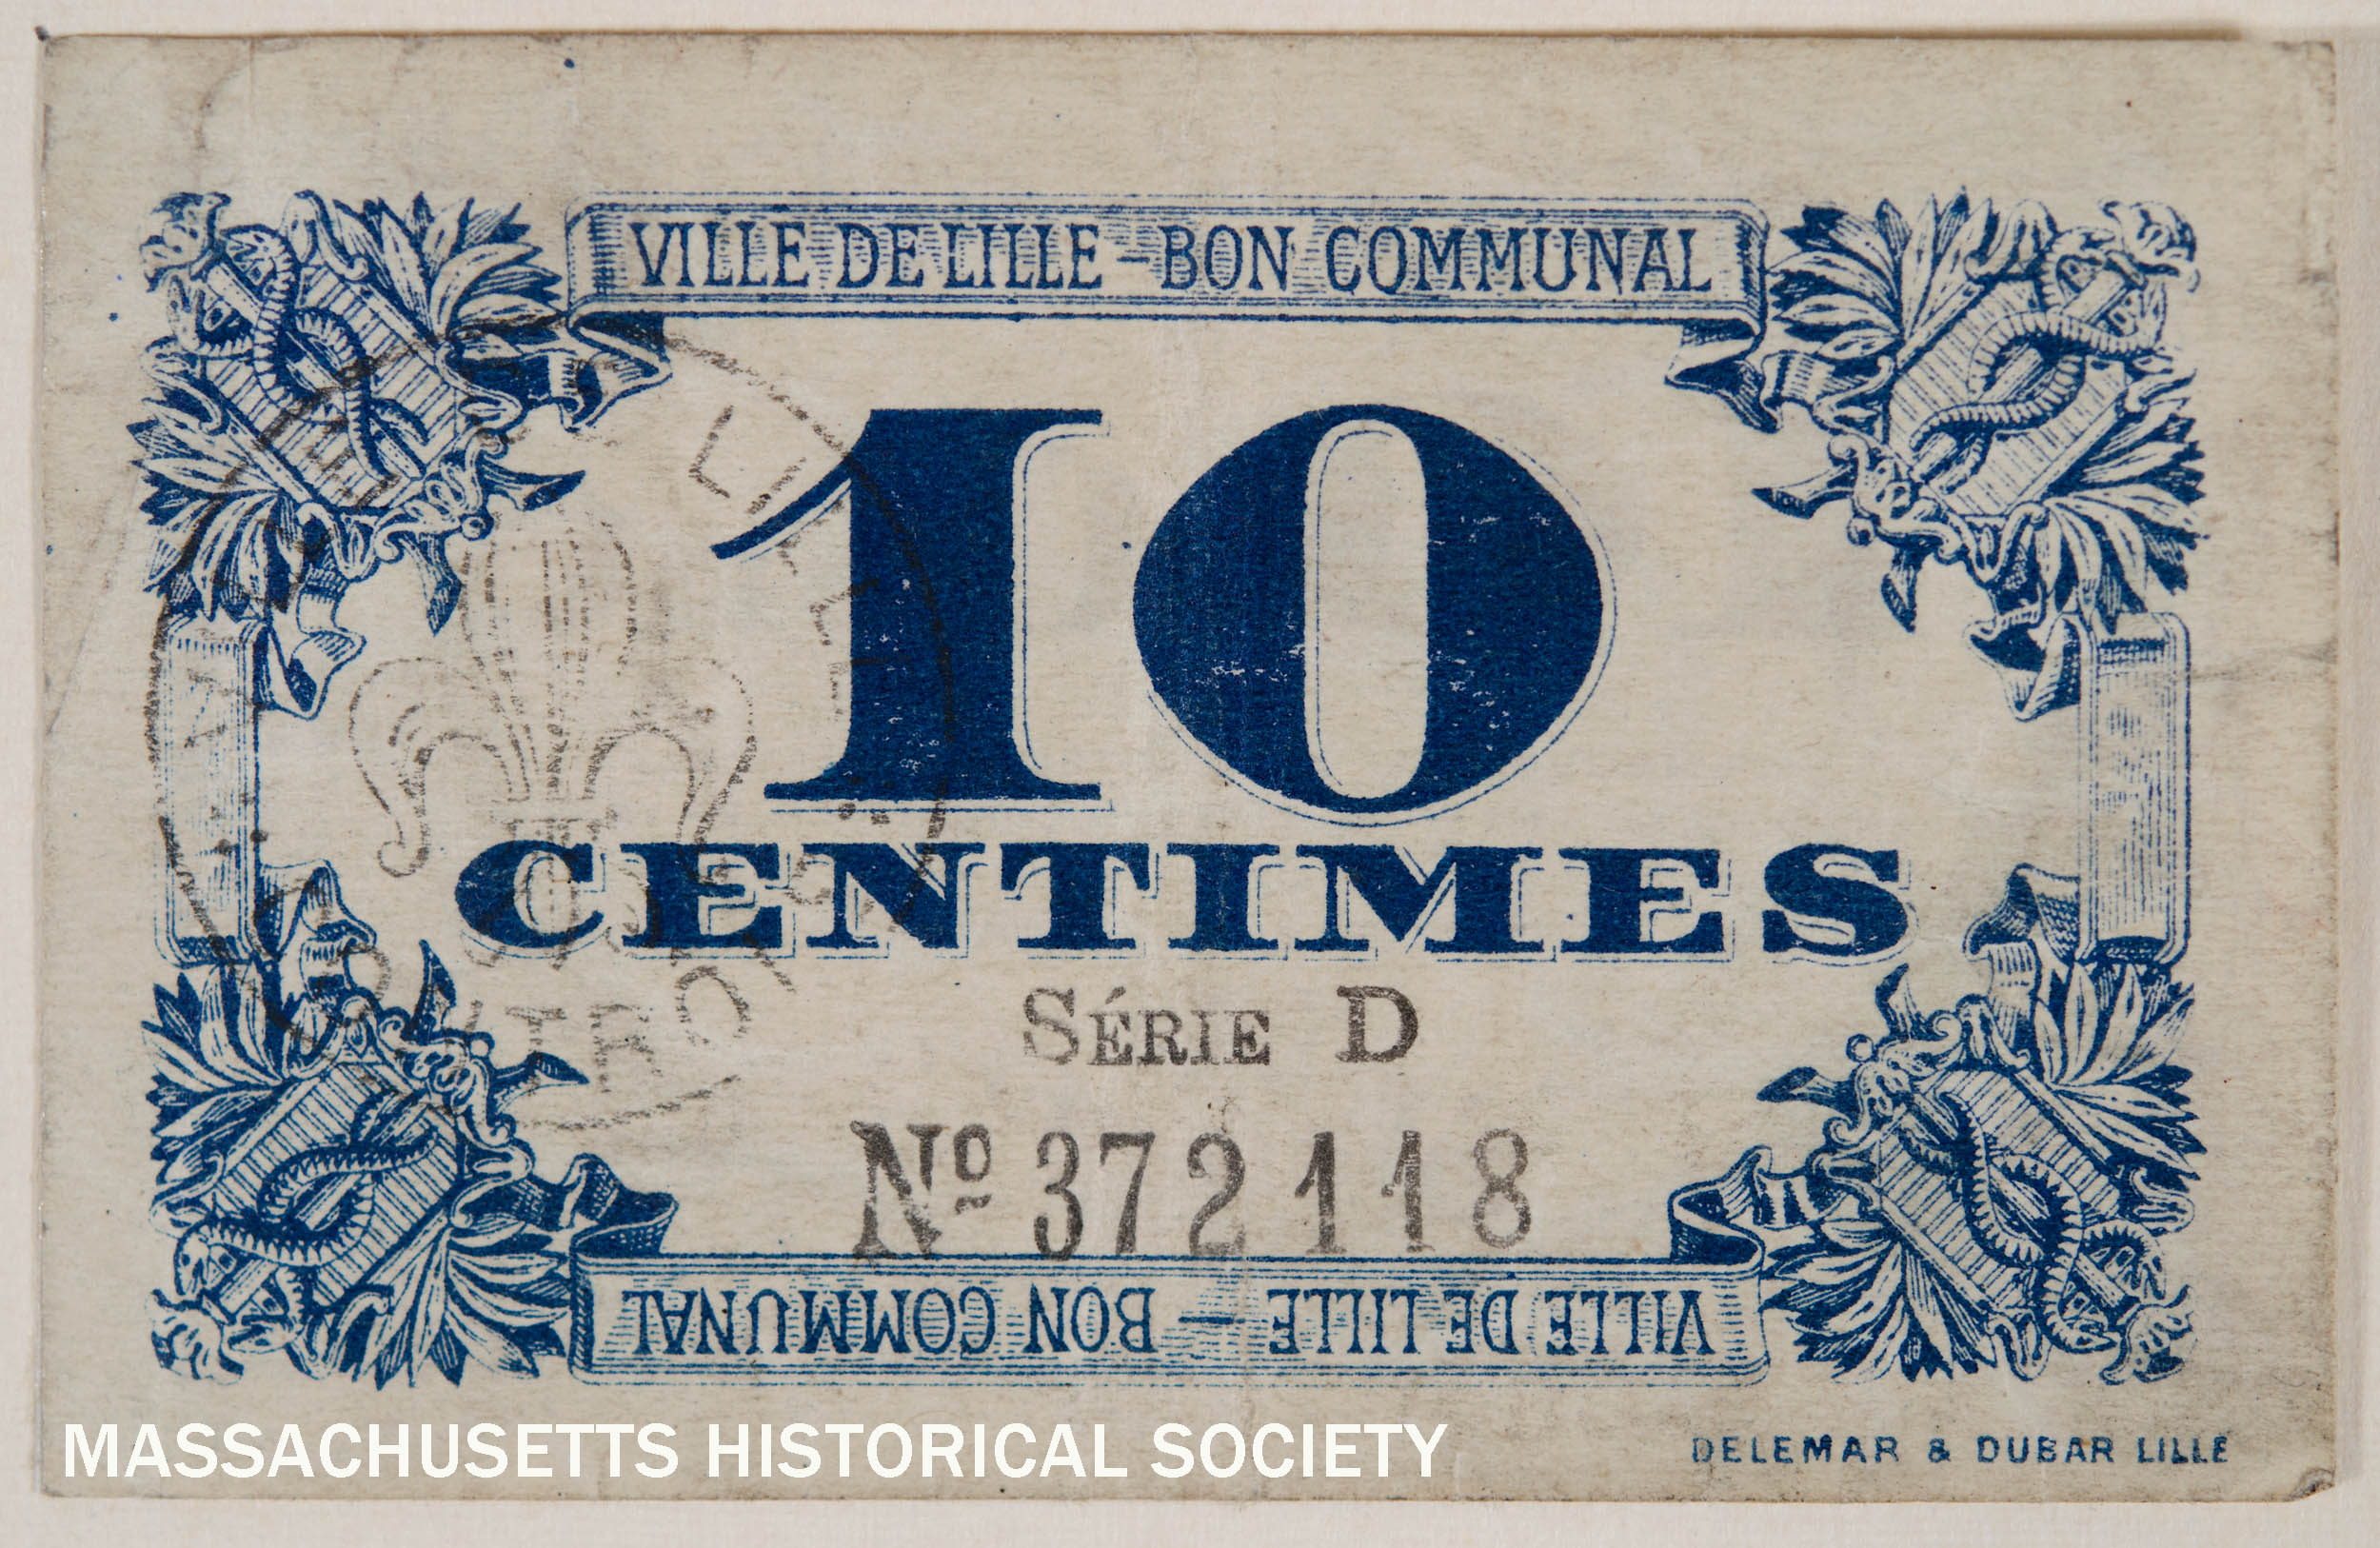 VILLE DE LILLE - BON COMMUNAL
10
CENTIMES
SÉRIE D
Nº 372118
VILLE DE LILLE - BON COMMUNAL
MASSACHUSETTS HISTORICAL SOCIETY
DELEMAR & DUBAR LILLE